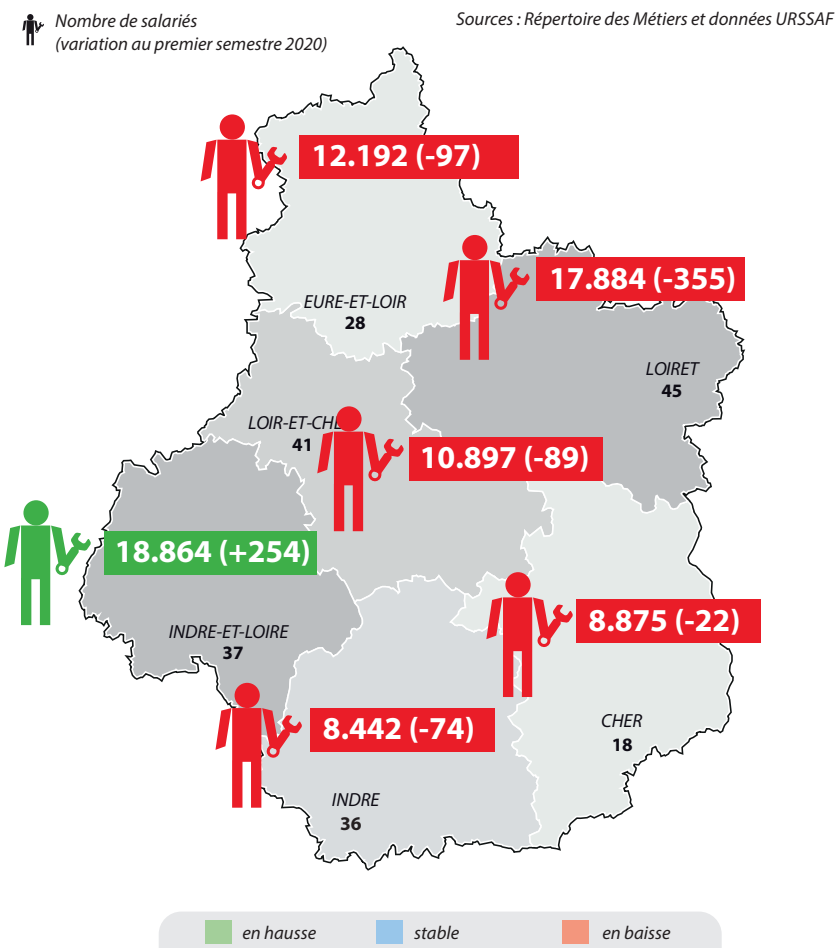 Nombre de salariés
(variation au premier semestre 2020)
Sources : Répertoire des Métiers et données URSSAF
12.192 (-97)
17.884 (-355)
EURE-ET-LOIR
28
LOIRET
45
LOIR-ET-CHE
41
10.897 (-89)
18.864 (+254)
8.875 (-22)
INDRE-ET-LOIRE
37
8.442 (-74)
CHER
18
INDRE
36
en hausse
stable
en baisse